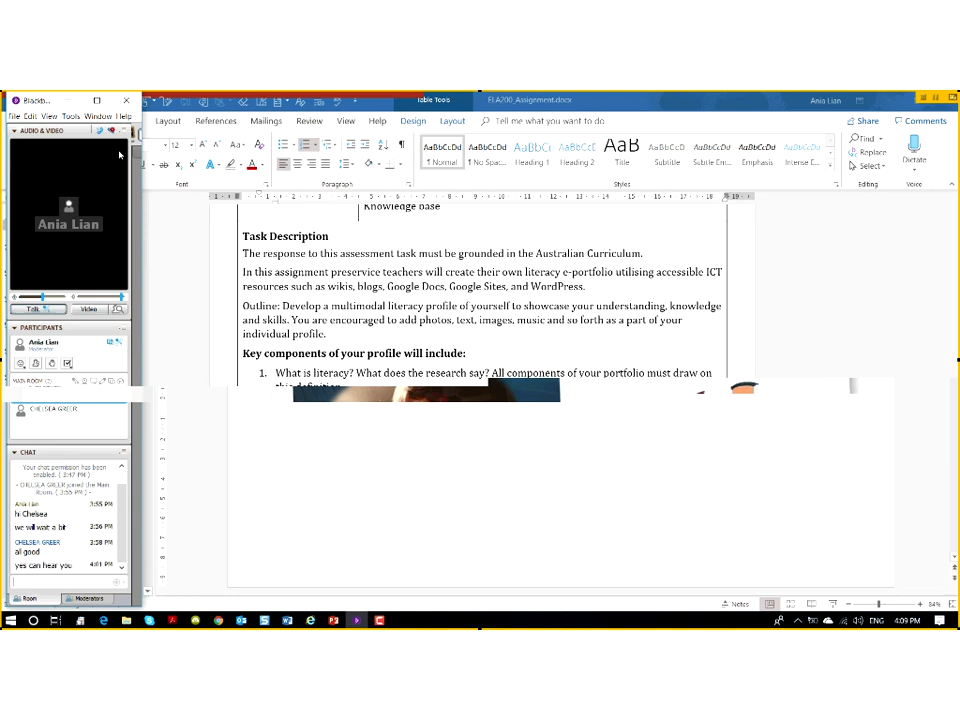 Blackb...
Table Tools
ELA200_Assignment.docx
Ania Lian
File Edit View Tools Window Help
Layout References Mailings Review View Help Design Layout Tell me what you want to do
Share Comments
AUDIO & VIDEO
12
Aa
AaBbCcDd AaBbCcDd AaBbCc AaBbCcC AaB AaBbCcD AaBbCcDd AaBbCcDd AaBbCcDd
¶ Normal ¶ No Spac... Heading 1 Heading 2 Title Subtitle Subtle Em... Emphasis Intense E...
Find
Replace
Select
Dictate
Font Paragraph Styles Editing Voice
Ania Lian
Talk Video
PARTICIPANTS
Ania Lian
Moderator
MAIN ROOM (2)
CHELSEA GREER
CHAT
Your chat permission has been
enabled. ( 3:47 PM )
- CHELSEA GREER joined the Main
Room. ( 3:55 PM ) -
Ania Lian 3:55 PM
hi Chelsea
we wil wait a bit 3:56 PM
CHELSEA GREER 3:58 PM
all good
yes can hear you 4:01 PM
Room Moderators
Knowledge base
Task Description
The response to this assessment task must be grounded in the Australian Curriculum.
In this assignment preservice teachers will create their own literacy e-portfolio utilising accessible ICT
resources such as wikis, blogs, Google Docs, Google Sites, and WordPress.
Outline: Develop a multimodal literacy profile of yourself to showcase your understanding, knowledge
and skills. You are encouraged to add photos, text, images, music and so forth as a part of your
individual profile.
Key components of your profile will include:
1. What is literacy? What does the research say? All components of your portfolio must draw on
this definition
Notes
84%
ENG 4:09 PM